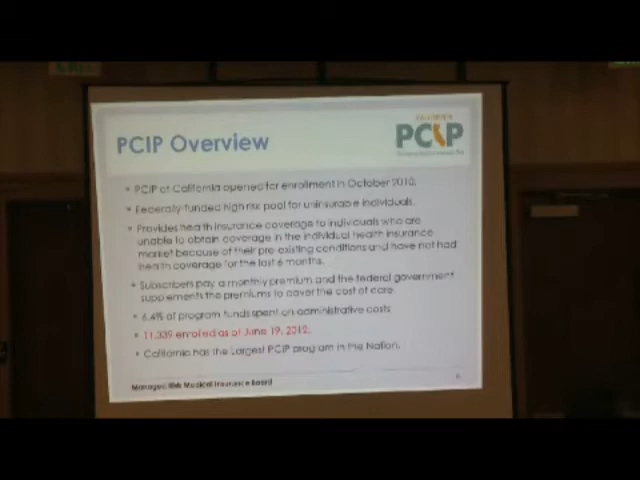 PCIP Overview
PCIP
• PCIP of California opened for enrollment in October 2010.
• Federally-funded high risk pool for uninsurable individuals.
• Provides health insurance coverage to individuals who are
unable to obtain coverage in the individual health insurance
market because of their pre-existing conditions and have not had
health coverage for the last 6 months.
• Subscribers pay a monthly premium and the federal government
supplements the premiums to cover the cost of care.
• 6.4% of program funds spent on administrative costs
• 11,339 enrolled as of June 19, 2012.
• California has the Largest PCIP program in the Nation.
Managed Risk Medical Insurance Board